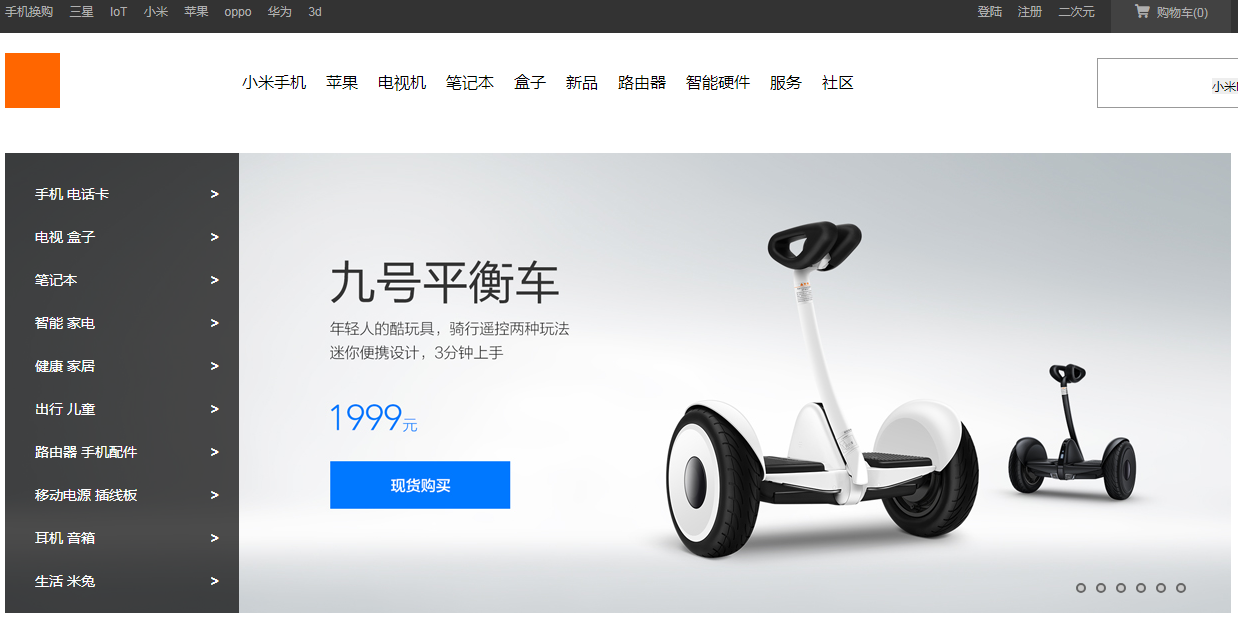 手机换购 三星 IoT 小米 苹果 oppo 华为 3d 登陆 注册 二次元 购物车(0)
小米手机 苹果 电视机 笔记本 盒子 新品 路由器 智能硬件 服务 社区 小米
手机 电话卡 >
电视 盒子 >
笔记本 >
智能 家电 >
健康 家居 >
出行 儿童 >
路由器 手机配件 >
移动电源 插线板 >
耳机 音箱 >
生活 米兔 >
九号平衡车
年轻人的酷玩具，骑行遥控两种玩法
迷你便携设计，3分钟上手
1999元
现货购买